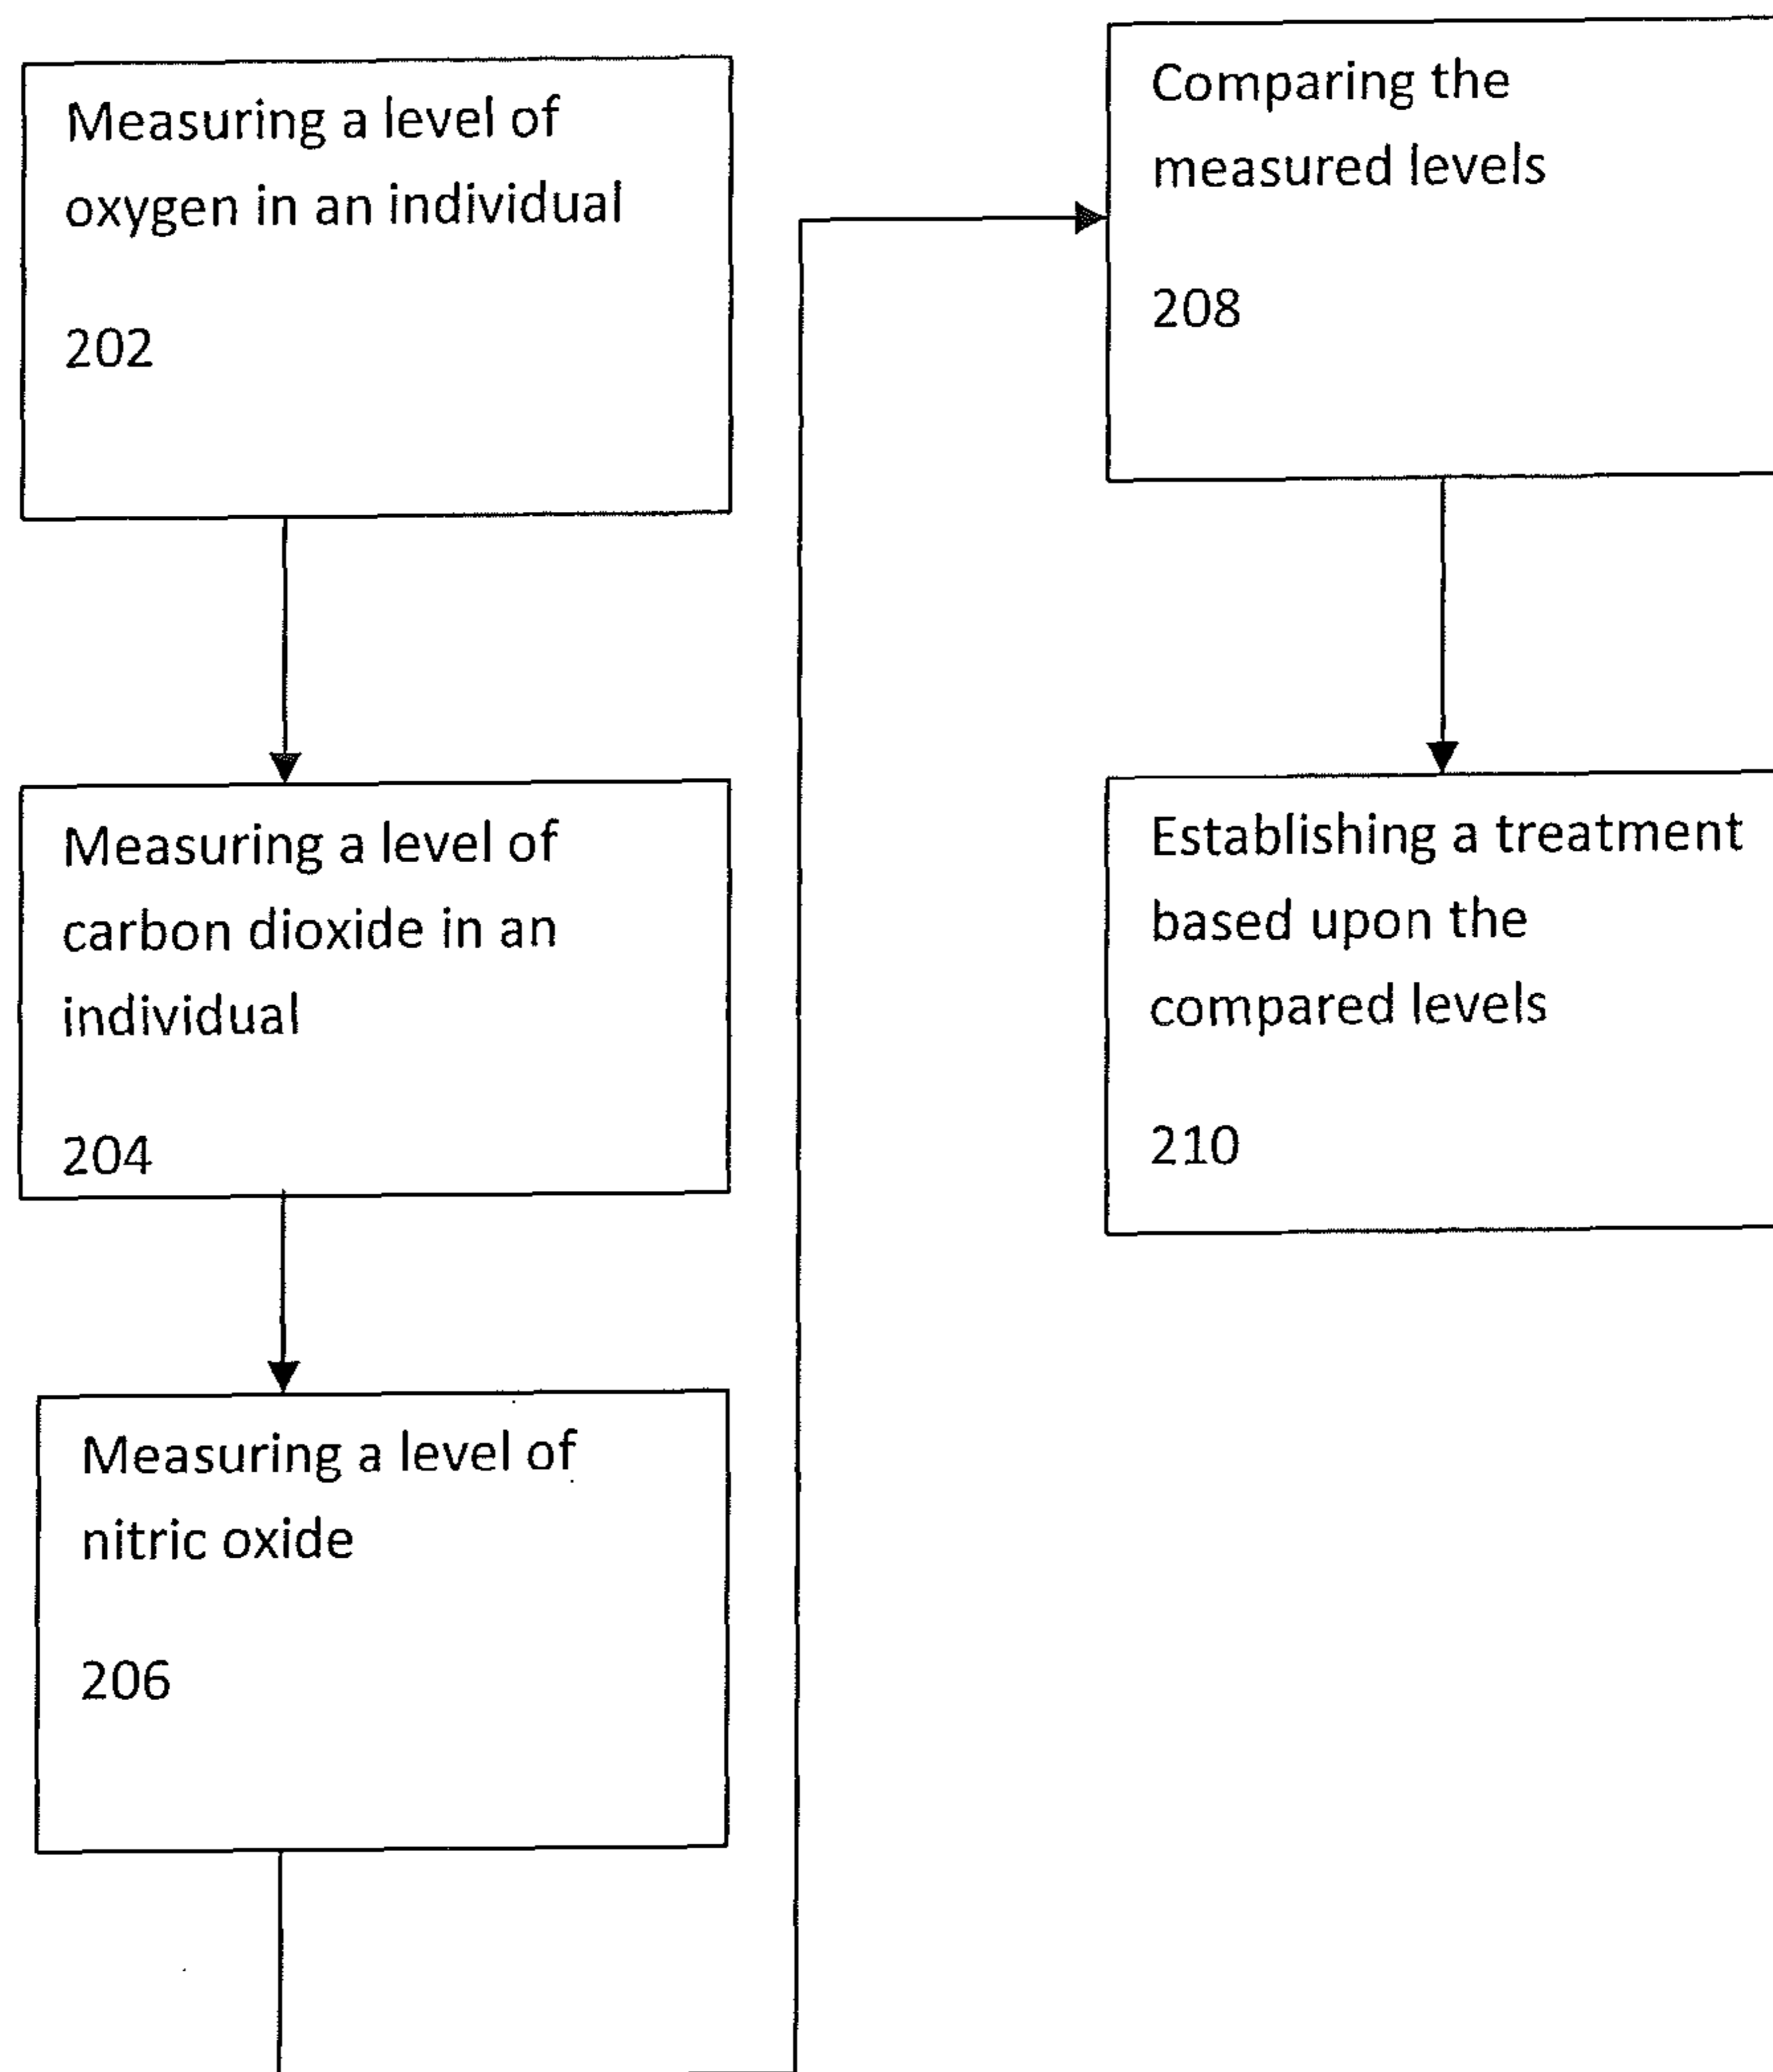 Measuring a level of
oxygen in an individual
202
Measuring a level of
carbon dioxide in an
individual
204
Measuring a level of
nitric oxide
206
Comparing the
measured levels
208
Establishing a treatment
based upon the
compared levels
210